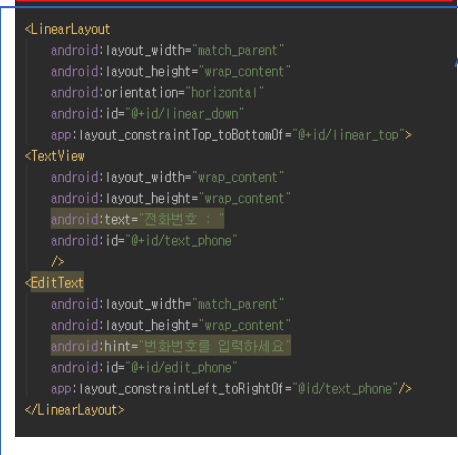 <LinearLayout
android:layout_width="match_parent"
android:layout_height="wrap_content"
android:orientation="horizontal"
android:id="@+id/linear_down"
app:layout_constraintTop_toBottomOf="@+id/linear_top">
<TextView
android:layout_width="wrap_content"
android:layout_height="wrap_content"
android:text="전화번호 : "
android:id="@+id/text_phone"
/>
<EditText
android:layout_width="match_parent"
android:layout_height="wrap_content"
android:hint="번화번호를 입력하세요"
android:id="@+id/edit_phone"
app:layout_constraintLeft_toRightOf="@id/text_phone"/>
</LinearLayout>